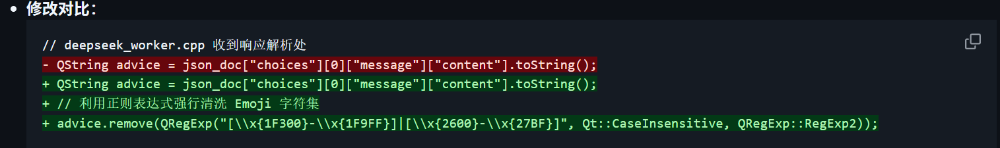 • 修改对比：
// deepseek_worker.cpp 收到响应解析处
- QString advice = json_doc["choices"][0]["message"]["content"].toString();
+ QString advice = json_doc["choices"][0]["message"]["content"].toString();
+ // 利用正则表达式强行清洗 Emoji 字符集
+ advice.remove(QRegExp("[\\x{1F300}-\\x{1F9FF}]|[\\x{2600}-\\x{27BF}]", Qt::CaseInsensitive, QRegExp::RegExp2));